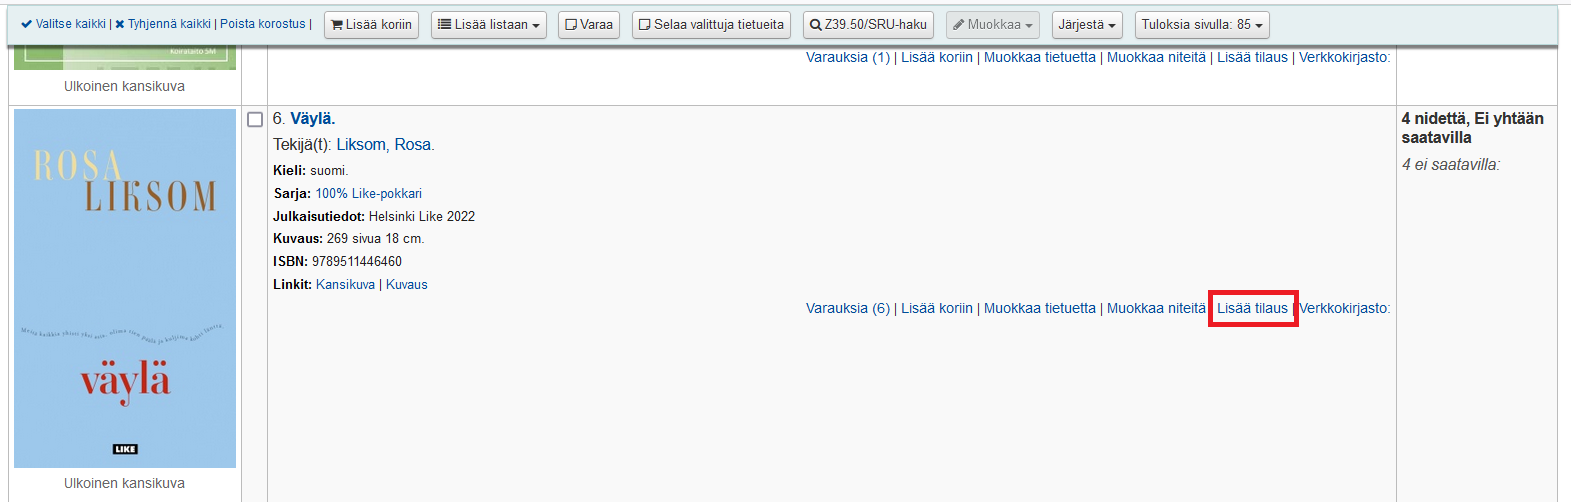 Valitse kaikki | Tyhjennä kaikki | Poista korostus | Lisää koriin Lisää listaan Varaa Selaa valittuja tietueita Z39.50/SRU-haku Muokkaa Järjestä Tuloksia sivulla: 85
Koirataito SM
Ulkoinen kansikuva
Varauksia (1) | Lisää koriin | Muokkaa tietuetta | Muokkaa niteitä | Lisää tilaus | Verkkokirjasto:
ROSA
LIKSOM
väylä
LIKE
Ulkoinen kansikuva
6. Väylä.
Tekijä(t): Liksom, Rosa.
Kieli: suomi.
Sarja: 100% Like-pokkari
Julkaisutiedot: Helsinki Like 2022
Kuvaus: 269 sivua 18 cm.
ISBN: 9789511446460
Linkit: Kansikuva | Kuvaus
Varauksia (6) | Lisää koriin | Muokkaa tietuetta | Muokkaa niteitä Lisää tilaus | Verkkokirjasto:
4 nidettä, Ei yhtään
saatavilla
4 ei saatavilla: